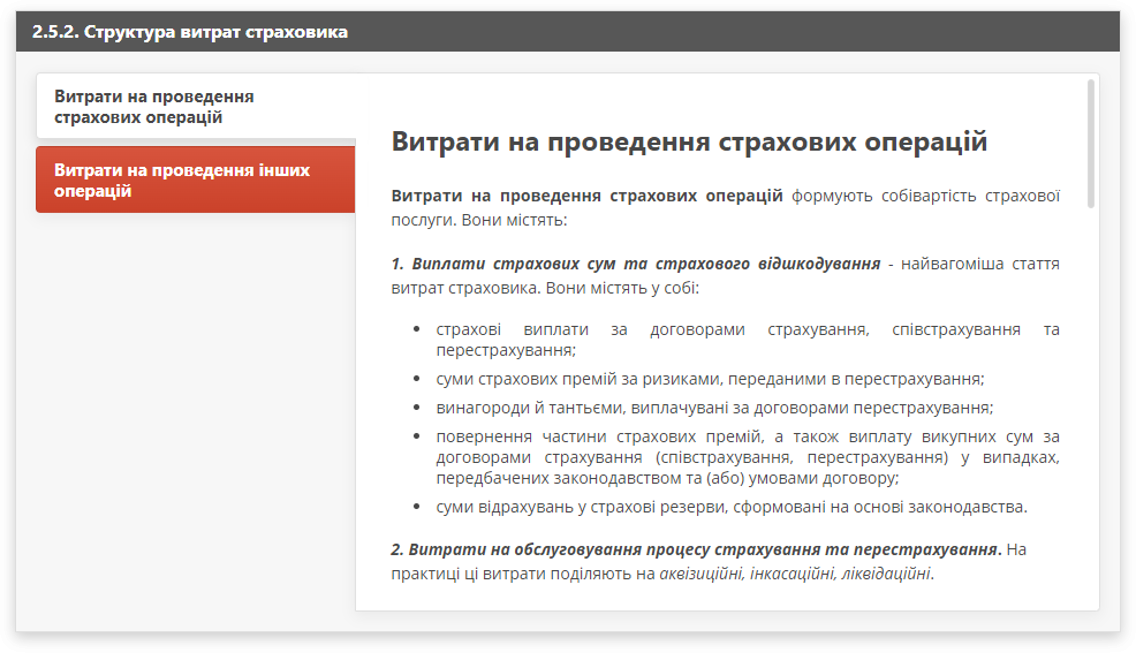 2.5.2. Структура витрат страховика
Витрати на проведення
страхових операцій
Витрати на проведення інших
операцій
Витрати на проведення страхових операцій
Витрати на проведення страхових операцій формують собівартість страхової
послуги. Вони містять:
1. Виплати страхових сум та страхового відшкодування - найвагоміша стаття
витрат страховика. Вони містять у собі:
• страхові виплати за договорами страхування, співстрахування та
перестрахування;
• суми страхових премій за ризиками, переданими в перестрахування;
• винагороди й тантьєми, виплачувані за договорами перестрахування;
• повернення частини страхових премій, а також виплату викупних сум за
договорами страхування (співстрахування, перестрахування) у випадках,
передбачених законодавством та (або) умовами договору;
• суми відрахувань у страхові резерви, сформовані на основі законодавства.
2. Витрати на обслуговування процесу страхування та перестрахування. На
практиці ці витрати поділяють на аквізиційні, інкасаційні, ліквідаційні.